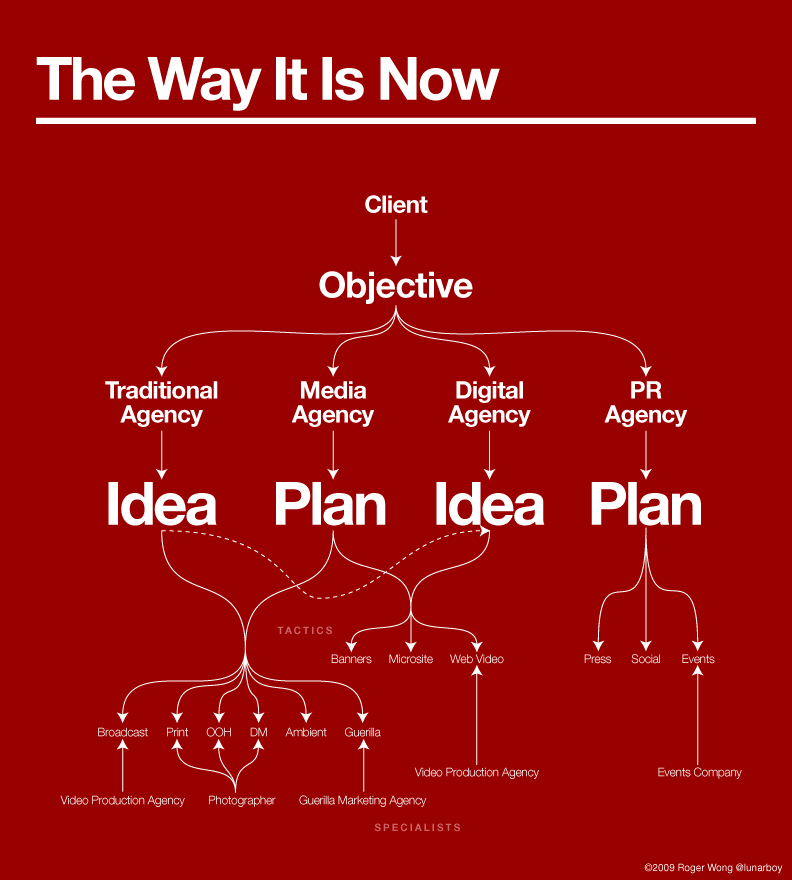 The Way It Is Now
Client
Objective
Traditional
Agency
Media
Agency
Digital
Agency
PR
Agency
Idea
Plan
Idea
Plan
TACTICS
Banners
Microsite
Web Video
Press
Social
Events
Broadcast
Print
OOH
DM
Ambient
Guerilla
Video Production Agency
Events Company
Video Production Agency
Photographer
Guerilla Marketing Agency
SPECIALISTS
©2009 Roger Wong @lunarboy